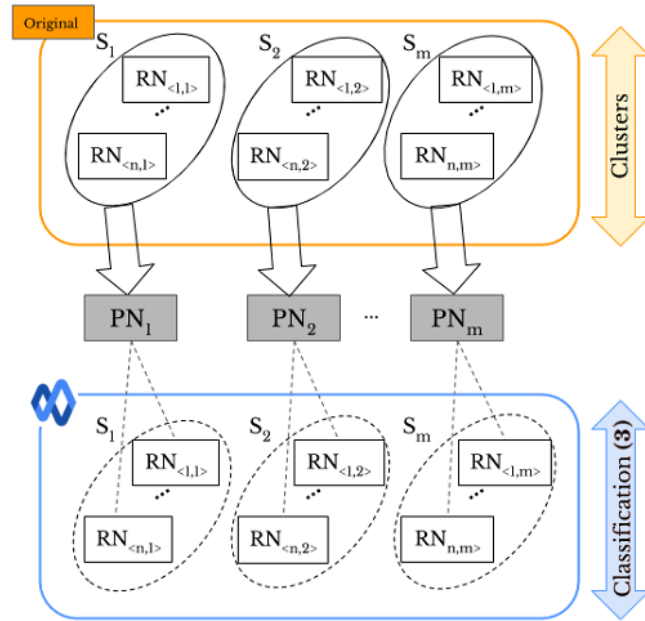 Original
S1 S2 Sm
RN<1,1> RN<1,2> RN<1,m>
... ... ...
RN<n,1> RN<n,2> RNn,m>
Clusters
PN1 PN2 ... PNm
S1 S2 Sm
RN<1,1> RN<1,2> RN<1,m>
... ... ...
RN<n,1> RN<n,2> RNn,m>
Classification (3)